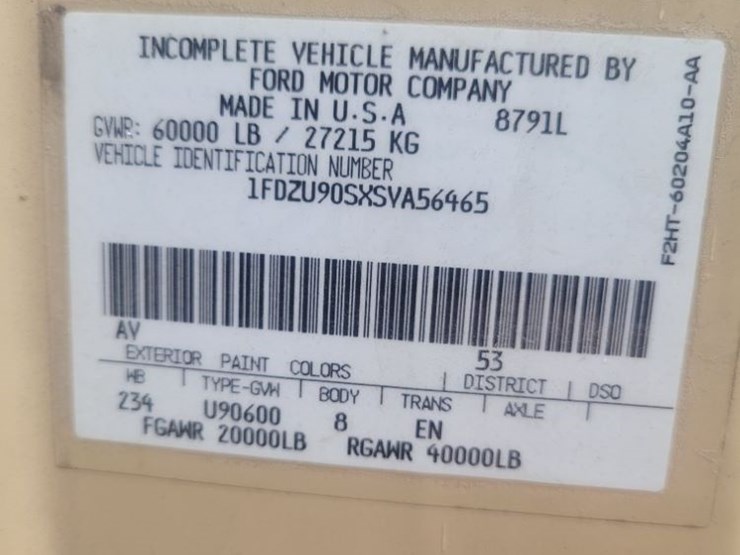 INCOMPLETE VEHICLE MANUFACTURED BY
FORD MOTOR COMPANY
MADE IN U.S.A
8791L
GVWR: 60000 LB / 27215 KG
VEHICLE IDENTIFICATION NUMBER
1FDZU90SXSVA56465
F2HT-60204A10-AA
AV 53
EXTERIOR PAINT COLORS DISTRICT DSO
WB TYPE-GVW BODY TRANS AXLE
234 U90600 8 EN
FGAWR 20000LB RGAWR 40000LB